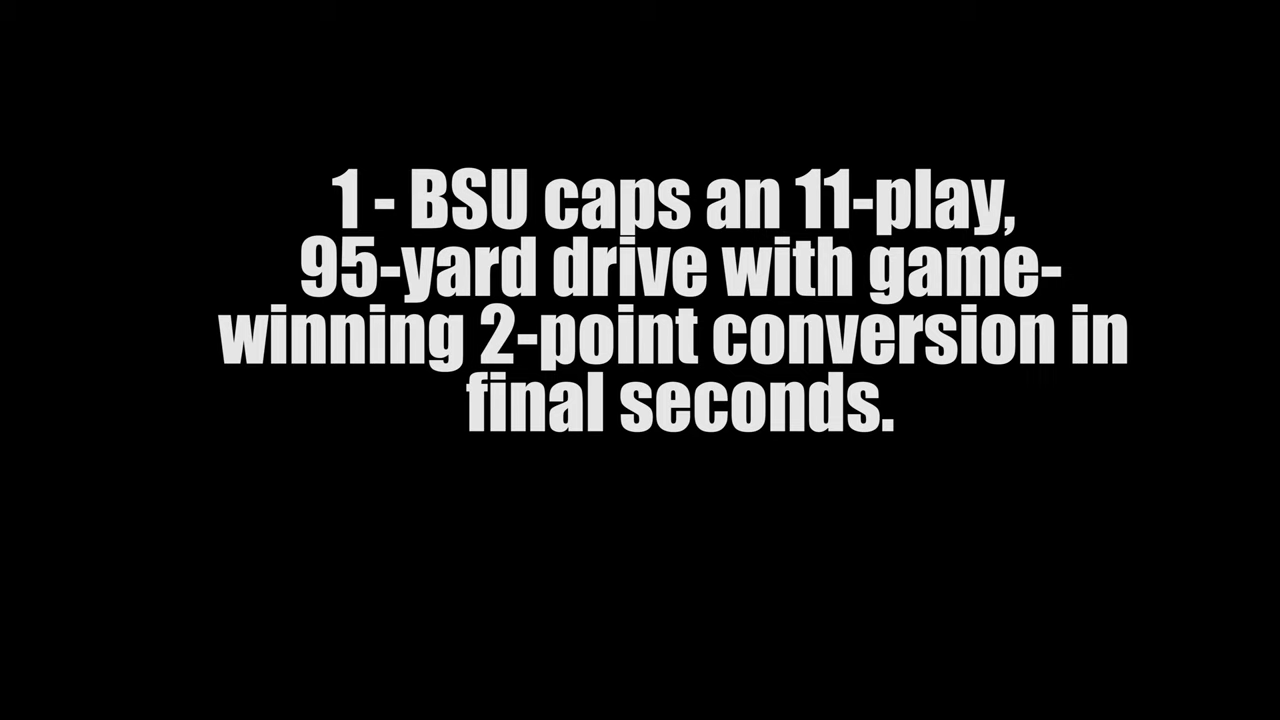 1 - BSU caps an 11-play,
95-yard drive with game-
winning 2-point conversion in
final seconds.